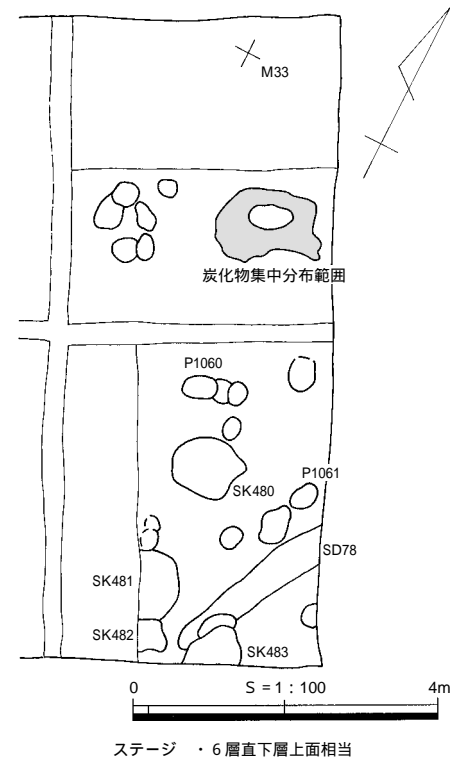 M33
炭化物集中分布範囲
P1060
SK480
P1061
SD78
SK481
SK482
SK483
0 S = 1 : 100 4m
ステージ ・6層直下層上面相当